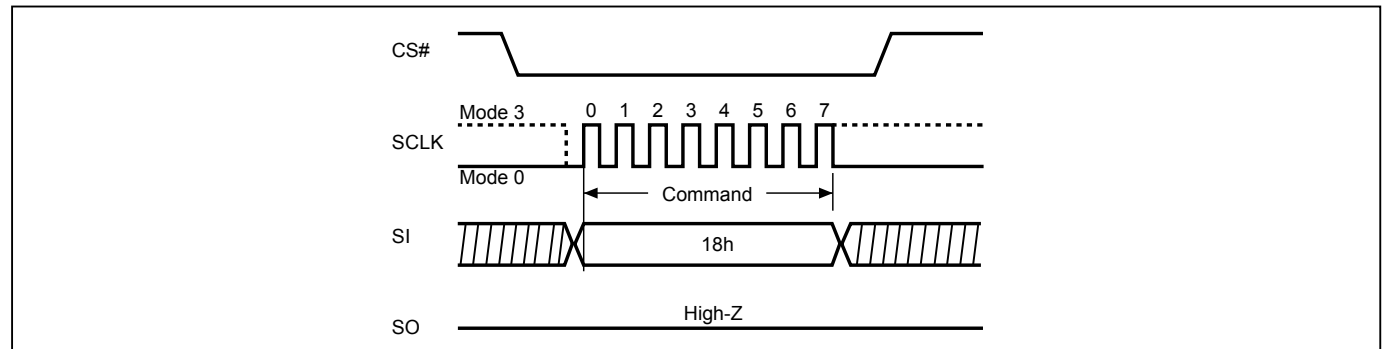 CS#
Mode 3
0 1 2 3 4 5 6 7
SCLK
Mode 0
Command
SI
18h
High-Z
SO